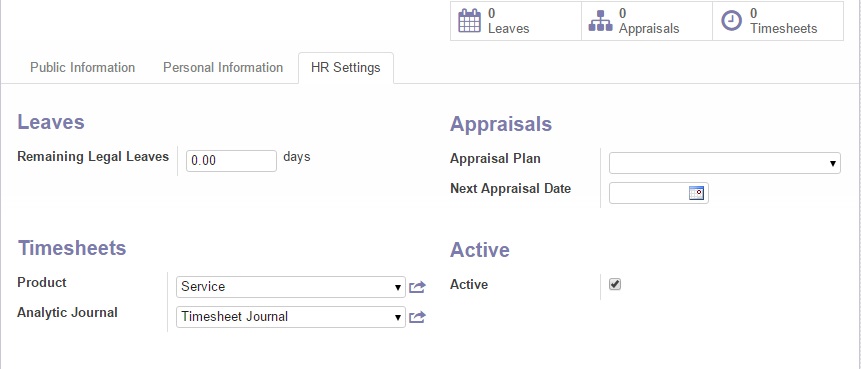 0 Leaves
0 Appraisals
0 Timesheets
Public Information Personal Information HR Settings
Leaves
Remaining Legal Leaves 0.00 days
Appraisals
Appraisal Plan
Next Appraisal Date
Timesheets
Product Service
Analytic Journal Timesheet Journal
Active
Active